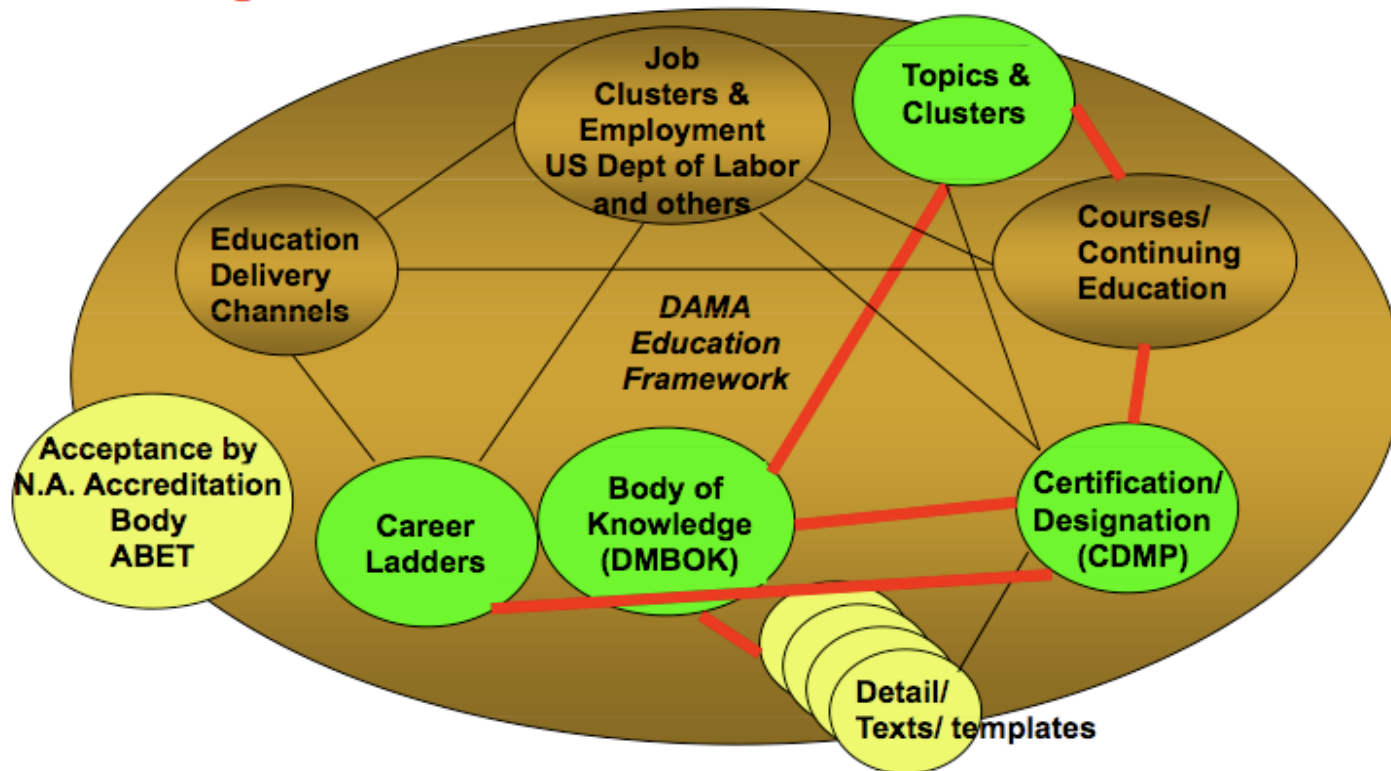 Job
Clusters &
Employment
US Dept of Labor
and others
Topics &
Clusters
Education
Delivery
Channels
Courses/
Continuing
Education
DAMA
Education
Framework
Acceptance by
N.A. Accreditation
Body
ABET
Career
Ladders
Body of
Knowledge
(DMBOK)
Certification/
Designation
(CDMP)
Detail/
Texts/ templates